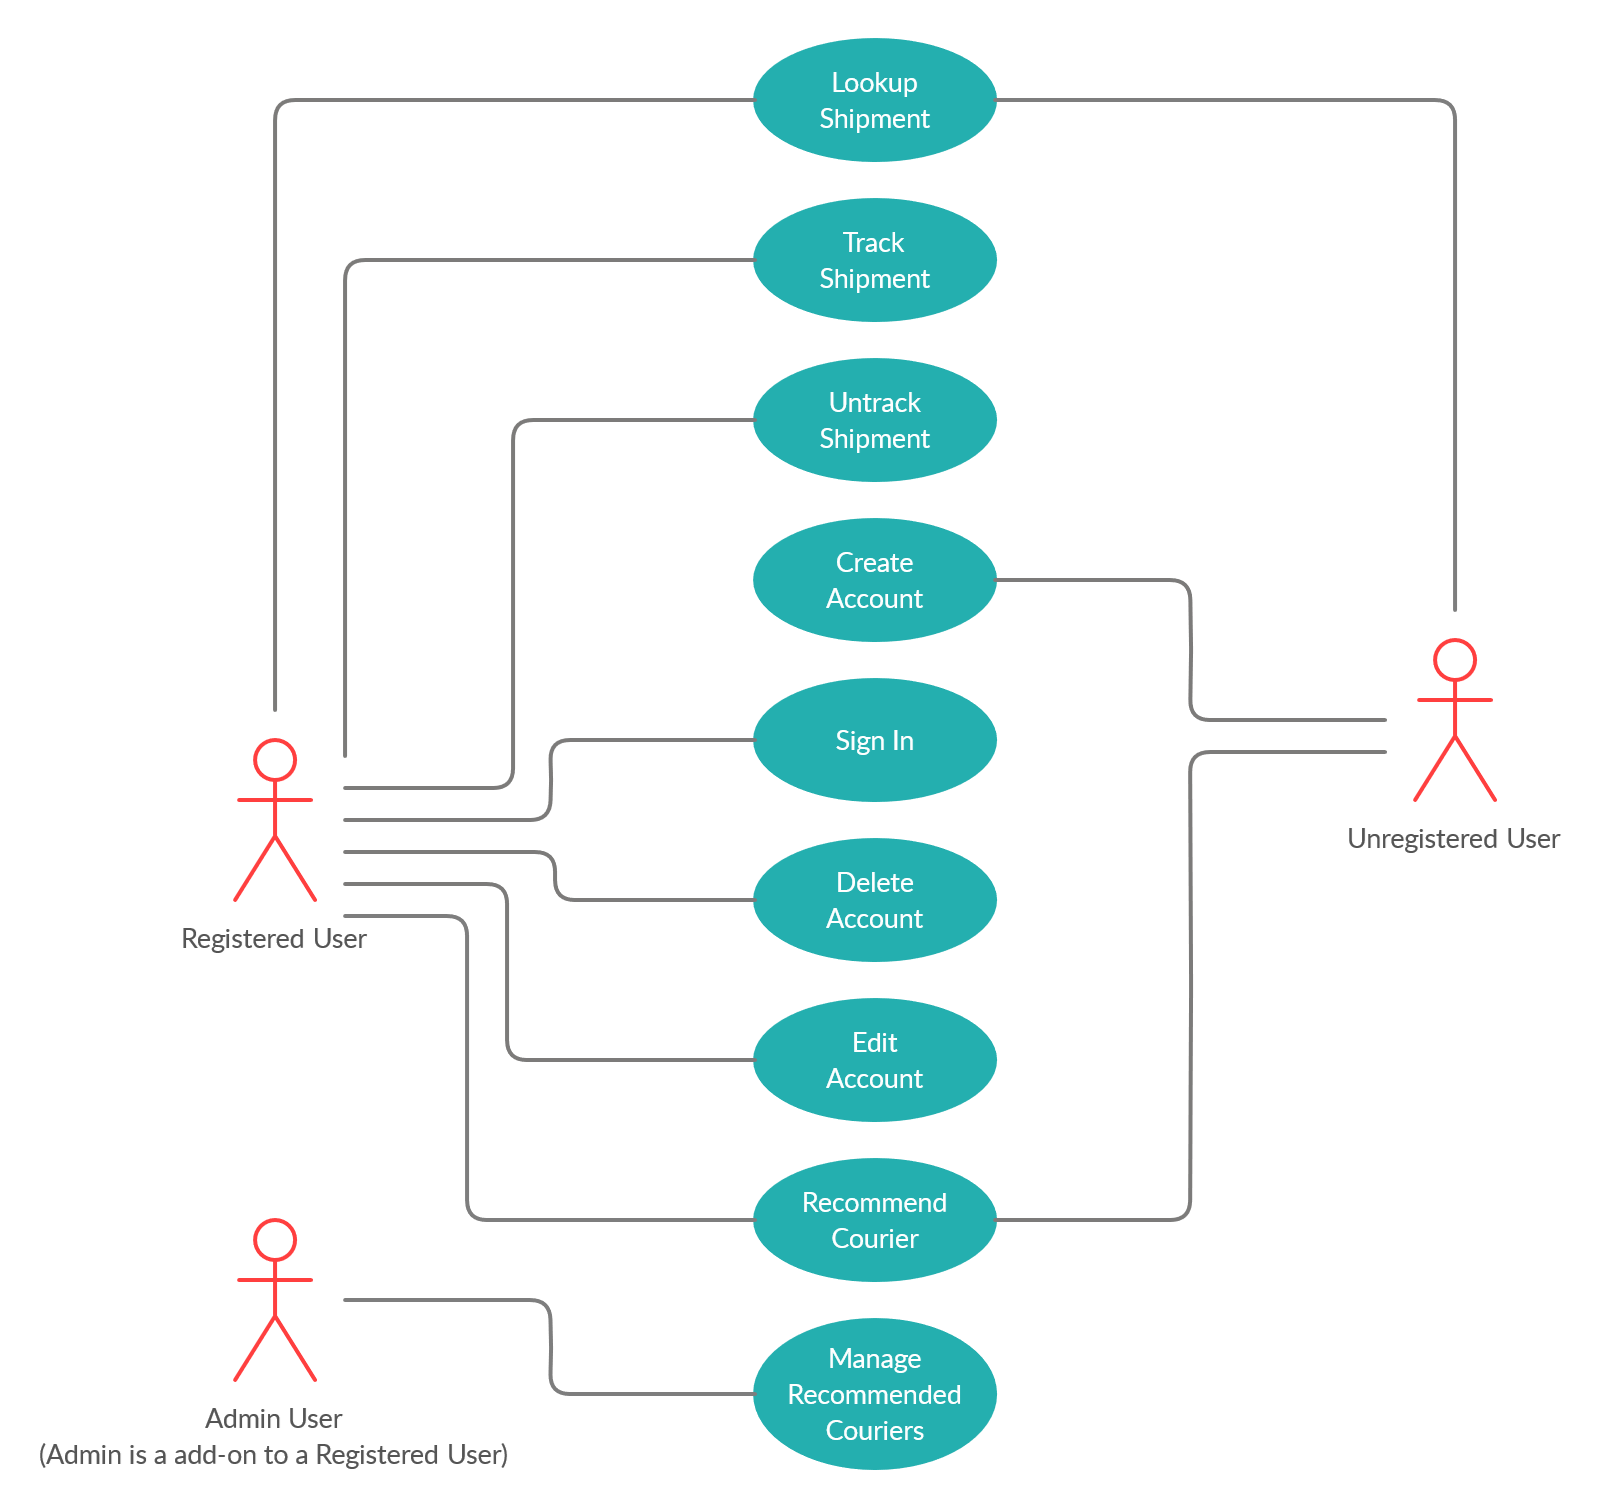 Lookup
Shipment
Track
Shipment
Untrack
Shipment
Create
Account
Sign In
Unregistered User
Delete
Account
Registered User
Edit
Account
Recommend
Courier
Manage
Recommended
Couriers
Admin User
(Admin is a add-on to a Registered User)